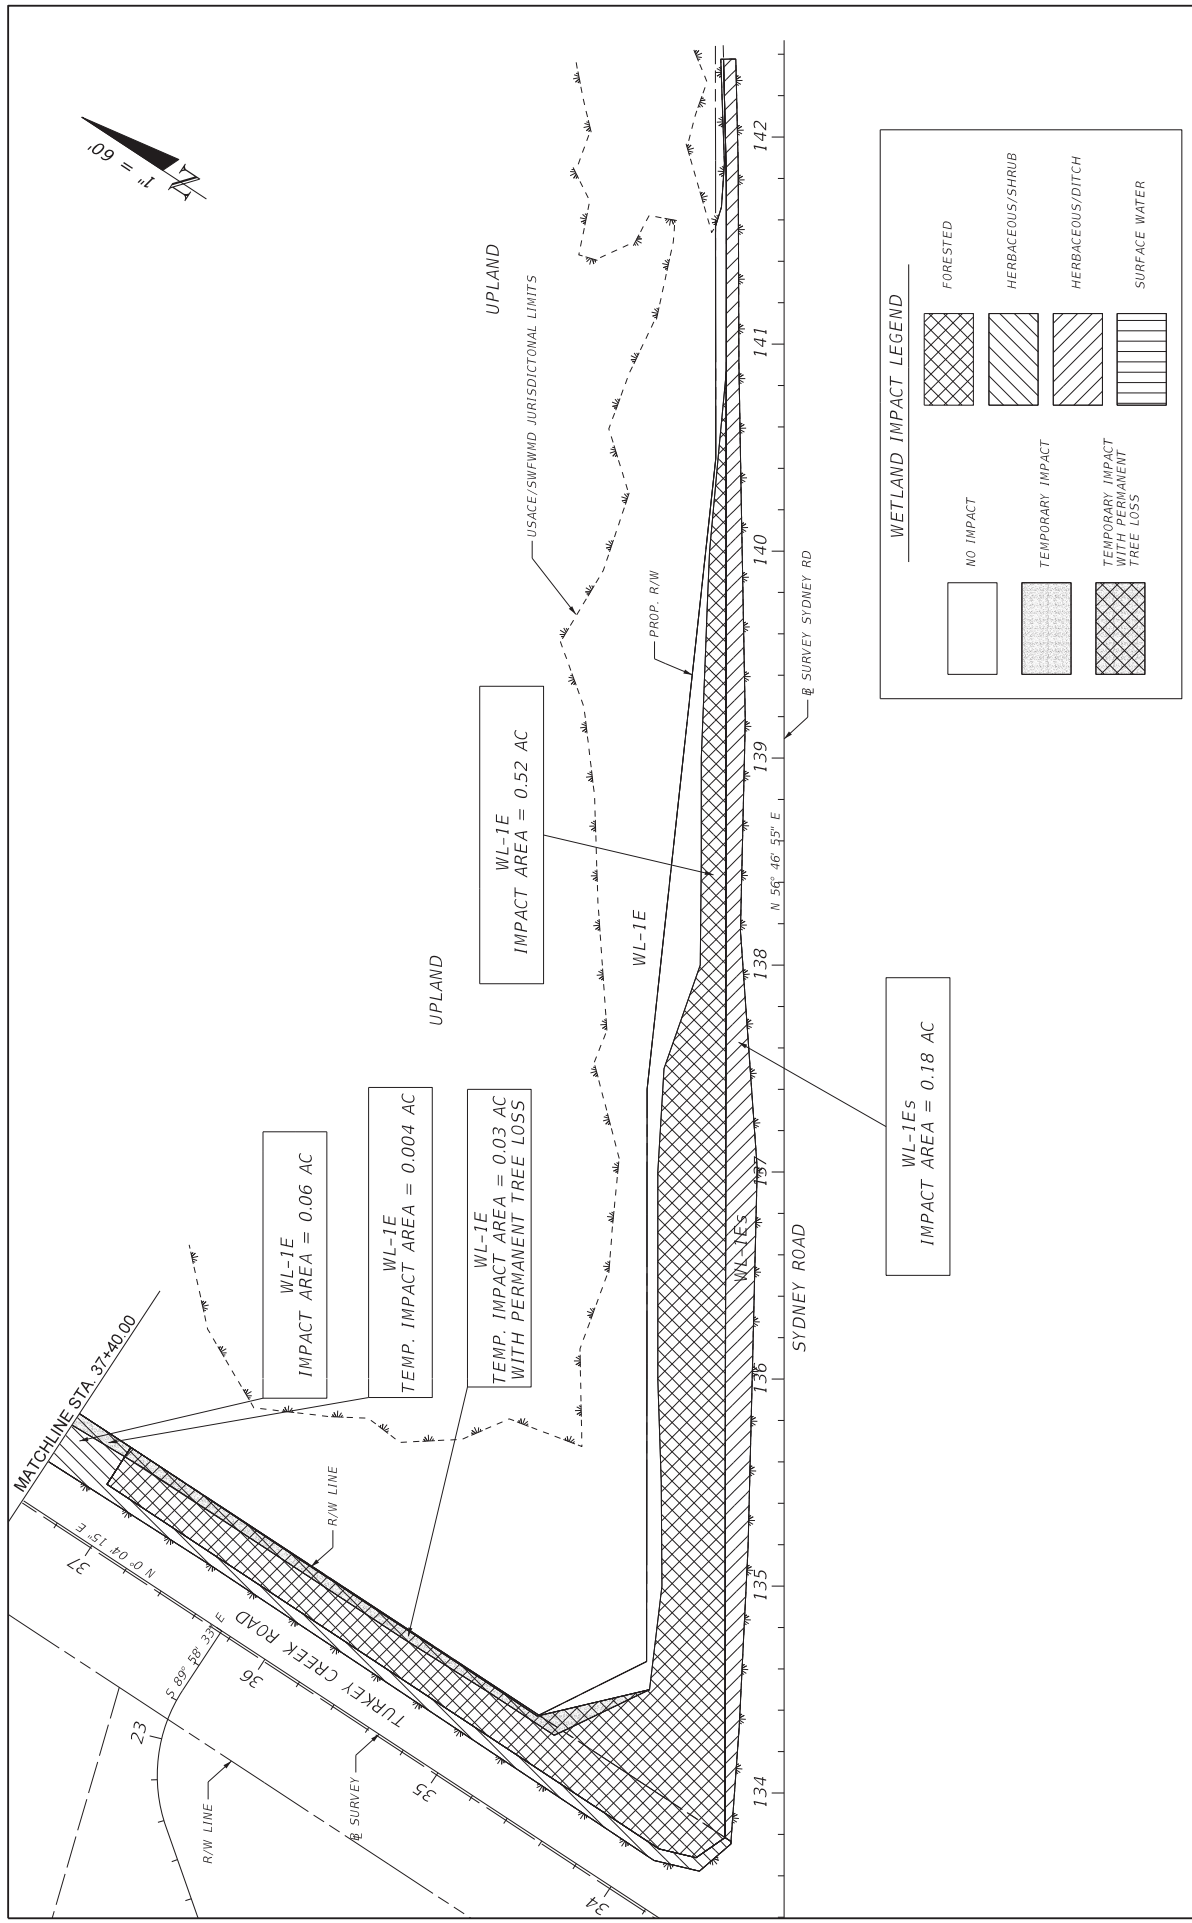 1" = 60'
N
UPLAND
USACE/SWFWMD JURISDICTONAL LIMITS
PROP. R/W
WL-1E
IMPACT AREA = 0.52 AC
WL-1E
UPLAND
WL-1E
IMPACT AREA = 0.06 AC
WL-1E
TEMP. IMPACT AREA = 0.004 AC
WL-1E
TEMP. IMPACT AREA = 0.03 AC
WITH PERMANENT TREE LOSS
MATCHLINE STA. 37+40.00
R/W LINE
N 0° 04' 15" E
37
36
35
34
TURKEY CREEK ROAD
S 89° 58' 33" E
23
R/W LINE
℄ SURVEY
134
135
136
137
138
139
140
141
142
WL-1Es
SYDNEY ROAD
N 56° 46' 55" E
℄ SURVEY SYDNEY RD
WL-1Es
IMPACT AREA = 0.18 AC
WETLAND IMPACT LEGEND
NO IMPACT
TEMPORARY IMPACT
TEMPORARY IMPACT
WITH PERMANENT
TREE LOSS
FORESTED
HERBACEOUS/SHRUB
HERBACEOUS/DITCH
SURFACE WATER